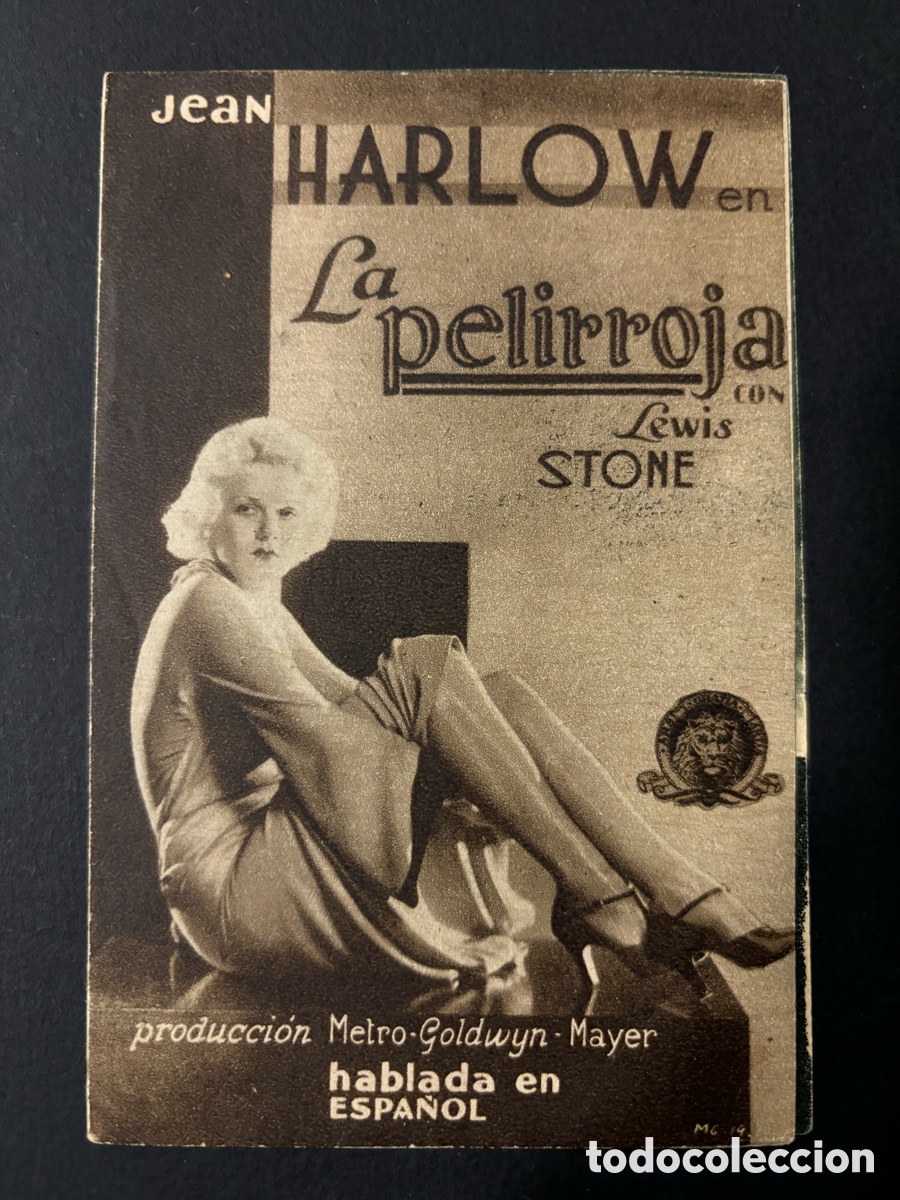 Jean
HARLOW en
La
pelirroja
CON
Lewis
STONE
producción Metro-Goldwyn-Mayer
hablada en
ESPAÑOL
todocoleccion